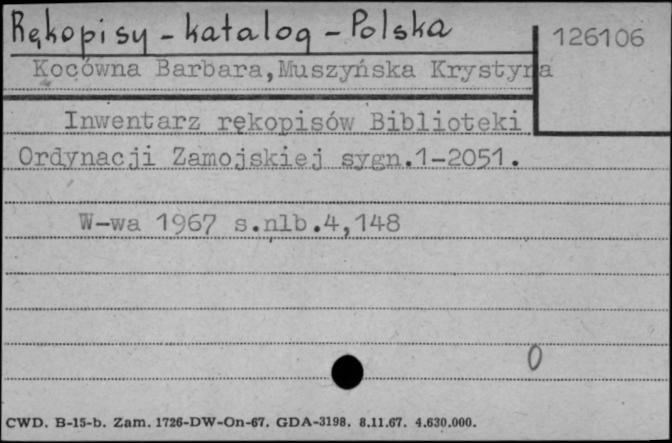 Rękopisy - katalog - Polska
126106
Kocówna Barbara,Muszyńska Krystyna
Inwentarz rękopisów Biblioteki
Ordynacji Zamojskiej sygn.1-2051.
W-wa 1967 s.nlb.4,148
0
CWD. B-15-b. Zam. 1726-DW-On-67. GDA-3198. 8.11.67. 4.630.000.